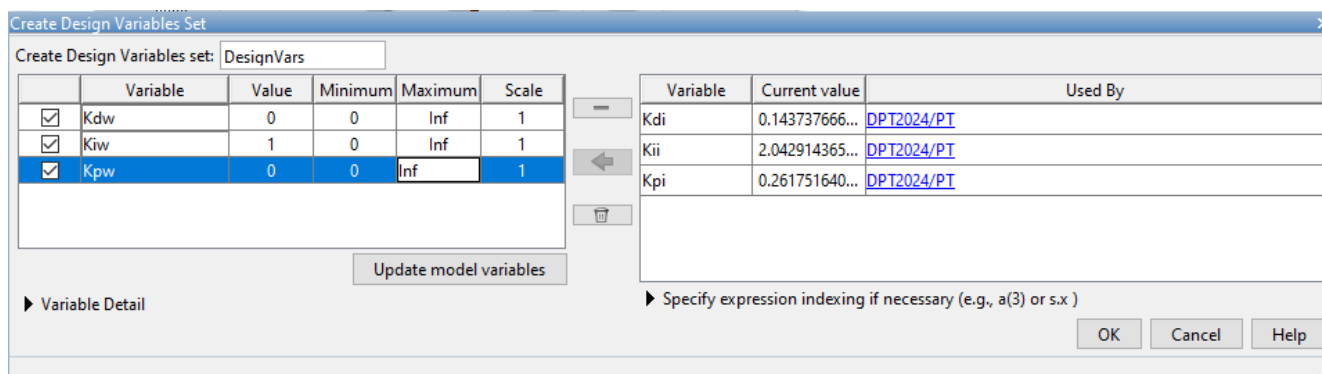 Create Design Variables Set
Create Design Variables set: DesignVars
Variable Value Minimum Maximum Scale
Kdw 0 0 Inf 1
Kiw 1 0 Inf 1
Kpw 0 0 Inf 1
Update model variables
Variable Detail
Variable Current value Used By
Kdi 0.143737666... DPT2024/PT
Kii 2.042914365... DPT2024/PT
Kpi 0.261751640... DPT2024/PT
Specify expression indexing if necessary (e.g., a(3) or s.x )
OK Cancel Help